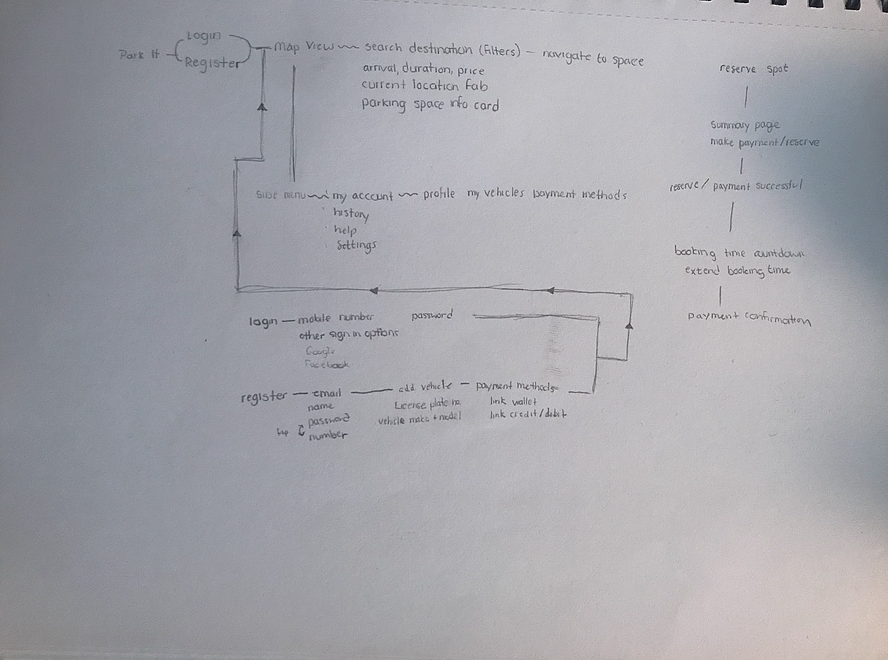 Park It
Login
Register
Map View search destination (filters) - navigate to space
arrival, duration, price
current location fab
parking space info card
side menu my account profile my vehicles payment methods
history
help
Settings
login - mobile number password
other sign in options
Google
Facebook
register - email add vehicle - payment methods
name License plate no. link wallet
password vehicle make + model link credit/debit
number
reserve spot
Summary page
make payment/reserve
reserve/payment successful
booking time countdown
extend booking time
payment confirmation